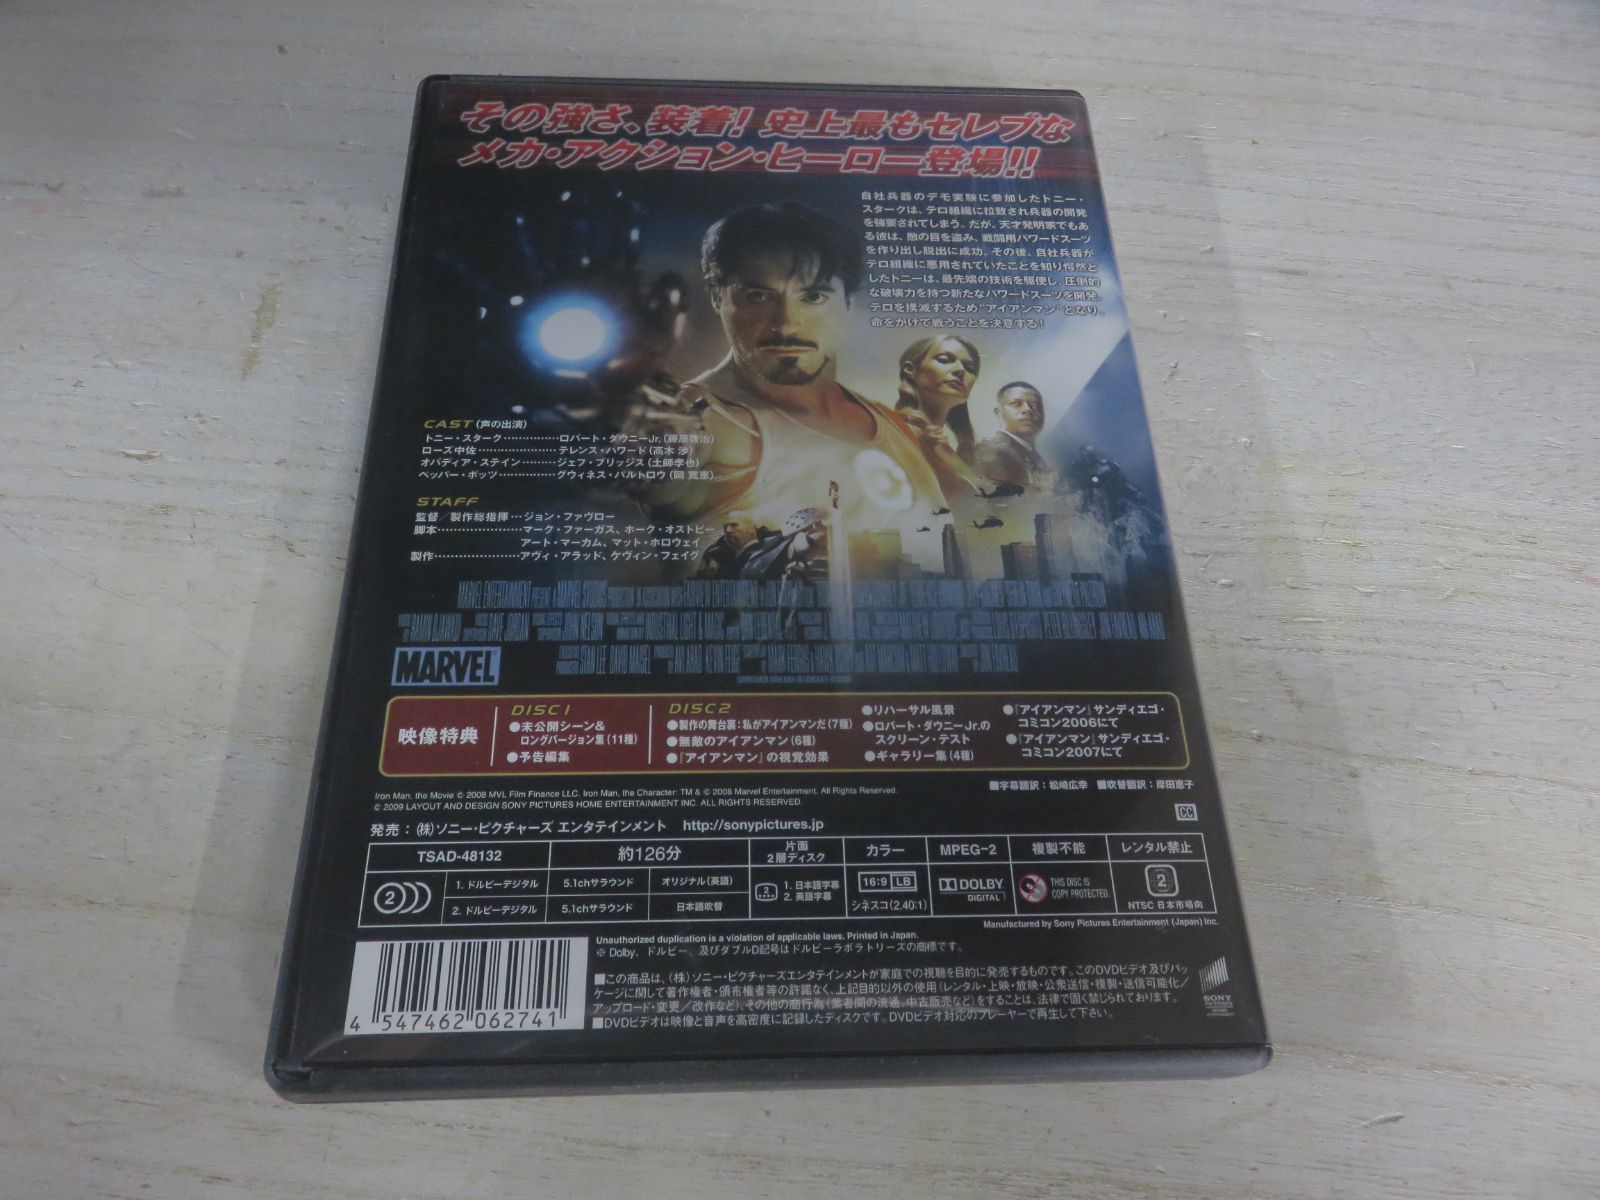 その強さ、装着! 史上最もセレブな
メカ・アクション・ヒーロー登場!!
自社兵器のデモ実験に参加したトニー・
スタークは、テロ組織に拉致され兵器の開発
を強要されてしまう。だが、天才発明家でもあ
る彼は、敵の目を盗み、戦闘用パワードスーツ
を作り出し脱出に成功。その後、自社兵器が
テロ組織に悪用されていたことを知り愕然と
したトニーは、最先端の技術を駆使し、圧倒的
な破壊力を持つ新たなパワードスーツを開発。
テロを撲滅するため"アイアンマン"となり、
命をかけて戦うことを決意する!
CAST(声の出演)
トニー・スターク……………ロバート・ダウニーJr.(藤原啓治)
ローズ中佐……………………テレンス・ハワード(高木 渉)
オバディア・ステイン………ジェフ・ブリッジス(土師孝也)
ペッパー・ポッツ……………グウィネス・パルトロウ(岡 寛恵)
STAFF
監督/製作総指揮…ジョン・ファヴロー
脚本……………………マーク・ファーガス、ホーク・オストビー
アート・マーカム、マット・ホロウェイ
製作……………………アヴィ・アラッド、ケヴィン・フェイグ
MARVEL ENTERTAINMENT
MARVEL
映像特典
DISC1
●未公開シーン&
ロングバージョン集(11種)
●予告編集
DISC2
●製作の舞台裏:私がアイアンマンだ(7種)
●無敵のアイアンマン(6種)
●『アイアンマン』の視覚効果
●リハーサル風景
●ロバート・ダウニーJr.の
スクリーン・テスト
●ギャラリー集(4種)
●『アイアンマン』サンディエゴ・
コミコン2006にて
●『アイアンマン』サンディエゴ・
コミコン2007にて
■字幕翻訳:松崎広幸 ■吹替翻訳:岸田恵子
Iron Man, the Movie © 2008 MVL Film Finance LLC. Iron Man, the Character: TM & © 2008 Marvel Entertainment. All Rights Reserved.
© 2009 LAYOUT AND DESIGN SONY PICTURES HOME ENTERTAINMENT INC. ALL RIGHTS RESERVED.
CC
発売:(株)ソニー・ピクチャーズ エンタテインメント http://sonypictures.jp
TSAD-48132 約126分 片面
2層ディスク カラー MPEG-2 複製不能 レンタル禁止
2 1. ドルビーデジタル 5.1chサラウンド オリジナル(英語)
2. ドルビーデジタル 5.1chサラウンド 日本語吹替
2 1. 日本語字幕
2. 英語字幕
16:9 LB
シネスコ(2.40:1)
DOLBY
DIGITAL
THIS DISC IS
COPY PROTECTED.
2
NTSC 日本市場向
Manufactured by Sony Pictures Entertainment (Japan) Inc.
Unauthorized duplication is a violation of applicable laws. Printed in Japan.
※ Dolby、ドルビー、及びダブルD記号はドルビーラボラトリーズの商標です。
■この商品は、(株)ソニー・ピクチャーズエンタテインメントが家庭での視聴を目的に発売するものです。このDVDビデオ及びパッ
ケージに関して著作権者・頒布権者等の許諾なく、上記目的以外の使用(レンタル・上映・放映・公衆送信・複製・送信可能化/
アップロード・変更/改作など)、その他の商行為(業者間の流通、中古販売など)をすることは、法律で固く禁じられております。
■DVDビデオは映像と音声を高密度に記録したディスクです。DVDビデオ対応のプレーヤーで再生して下さい。
4 547462 062741
SONY
PICTURES